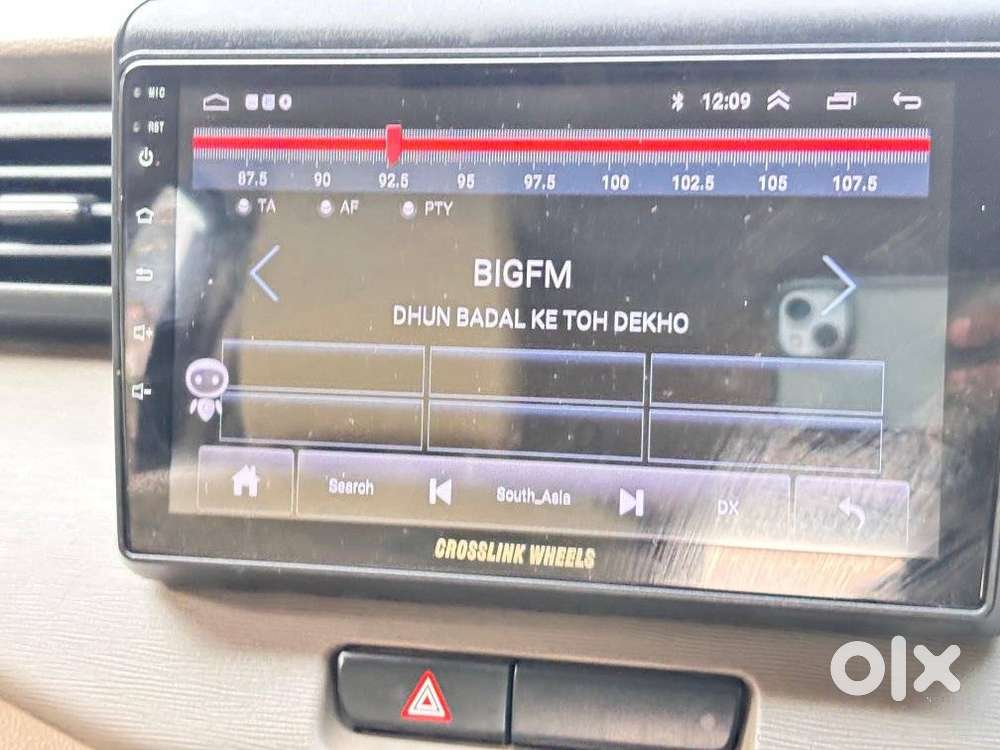 MIC
12:09
RST
87.5 90 92.5 95 97.5 100 102.5 105 107.5
TA AF PTY
BIGFM
DHUN BADAL KE TOH DEKHO
Search South_Asia DX
CROSSLINK WHEELS
olx